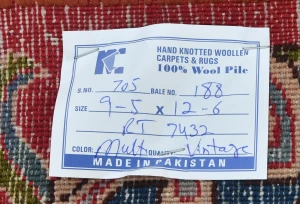 HAND KNOTTED WOOLLEN
CARPETS & RUGS
100% Wool Pile
S.NO. 705 BALE NO. 188
SIZE 9-5 X 12-6
RT 7432
COLOR: Multi QUALITY: Vintage
MADE IN PAKISTAN